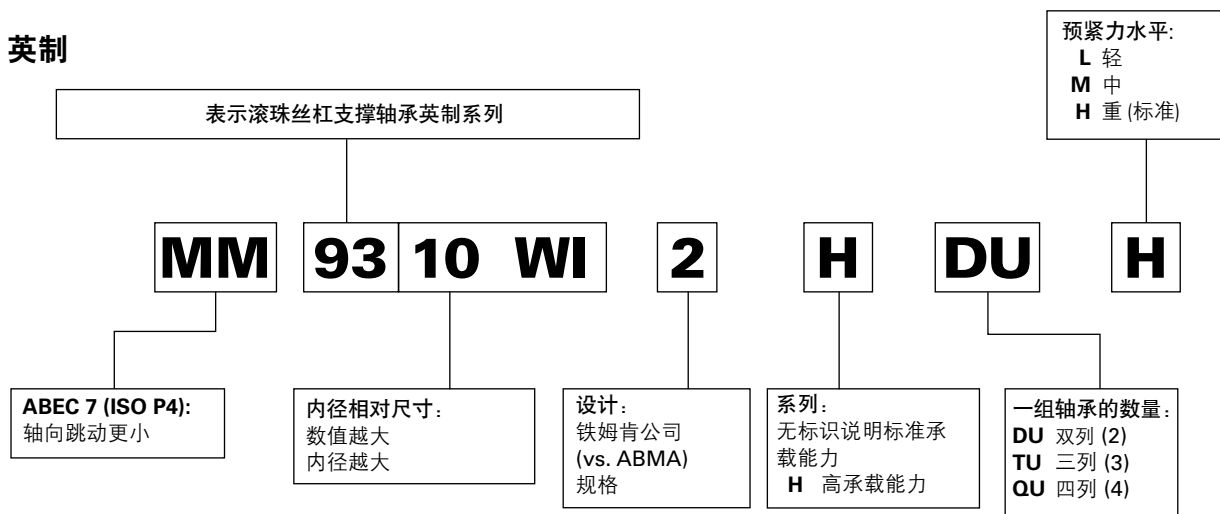 英制
预紧力水平:
L 轻
M 中
H 重 (标准)
表示滚珠丝杠支撑轴承英制系列
MM 93 10 WI 2 H DU H
ABEC 7 (ISO P4):
轴向跳动更小
内径相对尺寸：
数值越大
内径越大
设计：
铁姆肯公司
(vs. ABMA)
规格
系列：
无标识说明标准承
载能力
H 高承载能力
一组轴承的数量：
DU 双列 (2)
TU 三列 (3)
QU 四列 (4)